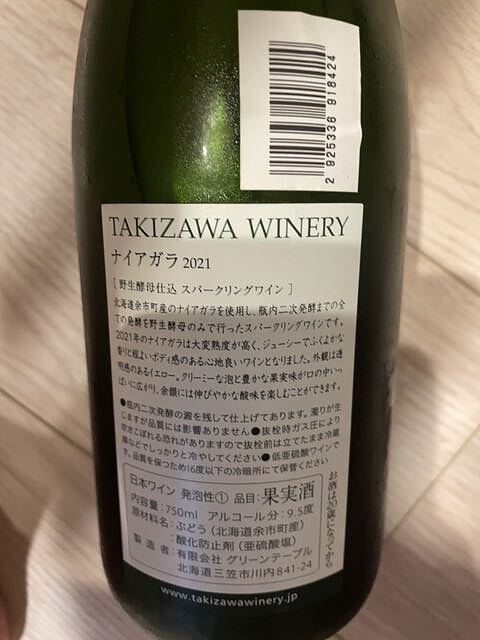 2 925336 918424
TAKIZAWA WINERY
ナイアガラ 2021
[ 野生酵母仕込 スパークリングワイン ]
北海道余市町産のナイアガラを使用し、瓶内二次発酵までの全
ての発酵を野生酵母のみで行ったスパークリングワインです。
2021年のナイアガラは大変熟度が高く、ジューシーでふくよかな
香りと程よいボディ感のある心地良いワインとなりました。外観は透
明感のあるイエロー。クリーミーな泡と豊かな果実味が口の中いっ
ぱいに広がり、余韻には伸びやかな酸味を楽しむことができます。
●瓶内二次発酵の澱を残して仕上げてあります。濁りが生
じますが品質には影響ありません●抜栓時ガス圧により
吹きこぼれる恐れがありますので抜栓前は立てたまま冷蔵
庫などでしっかりと冷やしてください●低亜硫酸ワインで
す。品質を保つため16度以下の冷暗所にて保管ください
日本ワイン 発泡性① 品目:果実酒
内容量:750ml アルコール分:9.5度
原材料名:ぶどう(北海道余市町産)
:酸化防止剤(亜硫酸塩)
製造者:有限会社 グリーンテーブル
北海道三笠市川内841-24
お酒は20歳になってから
www.takizawawinery.jp